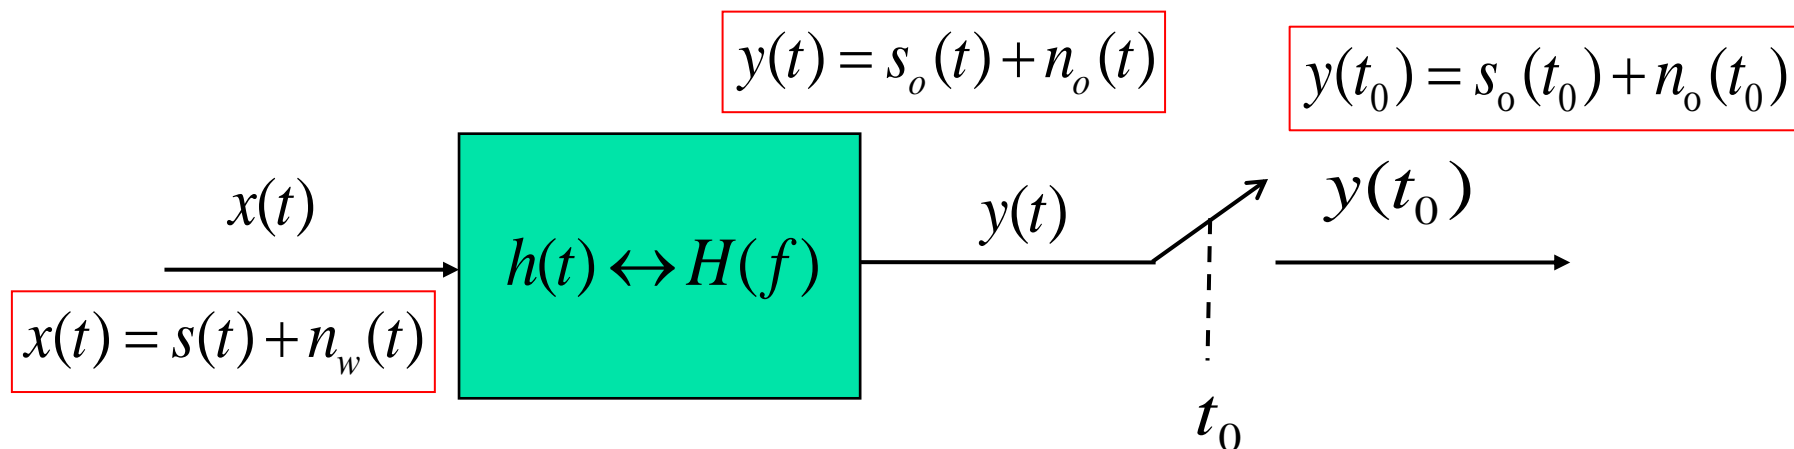 y(t) = s_o(t) + n_o(t)
y(t_0) = s_o(t_0) + n_o(t_0)
x(t)
y(t)
y(t_0)
h(t) ↔ H(f)
x(t) = s(t) + n_w(t)
t_0